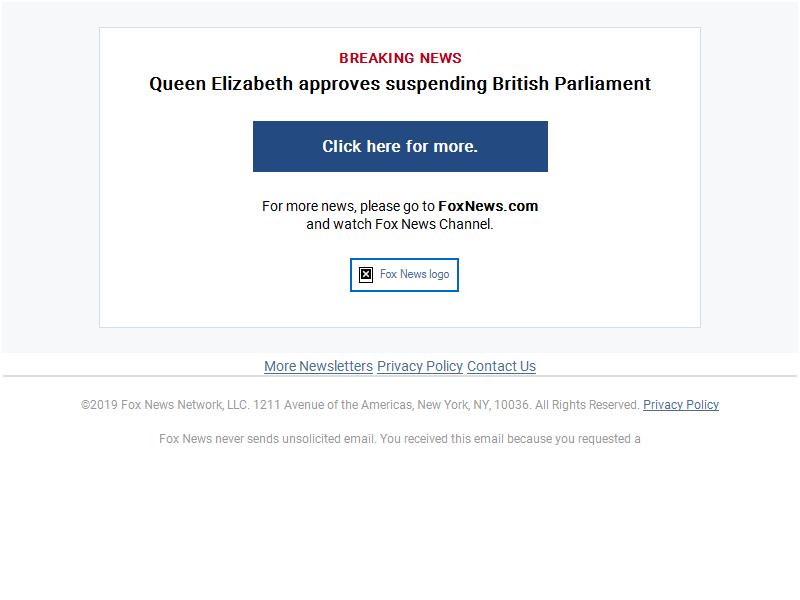 BREAKING NEWS
Queen Elizabeth approves suspending British Parliament
Click here for more.
For more news, please go to FoxNews.com
and watch Fox News Channel.
Fox News logo
More Newsletters Privacy Policy Contact Us
©2019 Fox News Network, LLC. 1211 Avenue of the Americas, New York, NY, 10036. All Rights Reserved. Privacy Policy
Fox News never sends unsolicited email. You received this email because you requested a